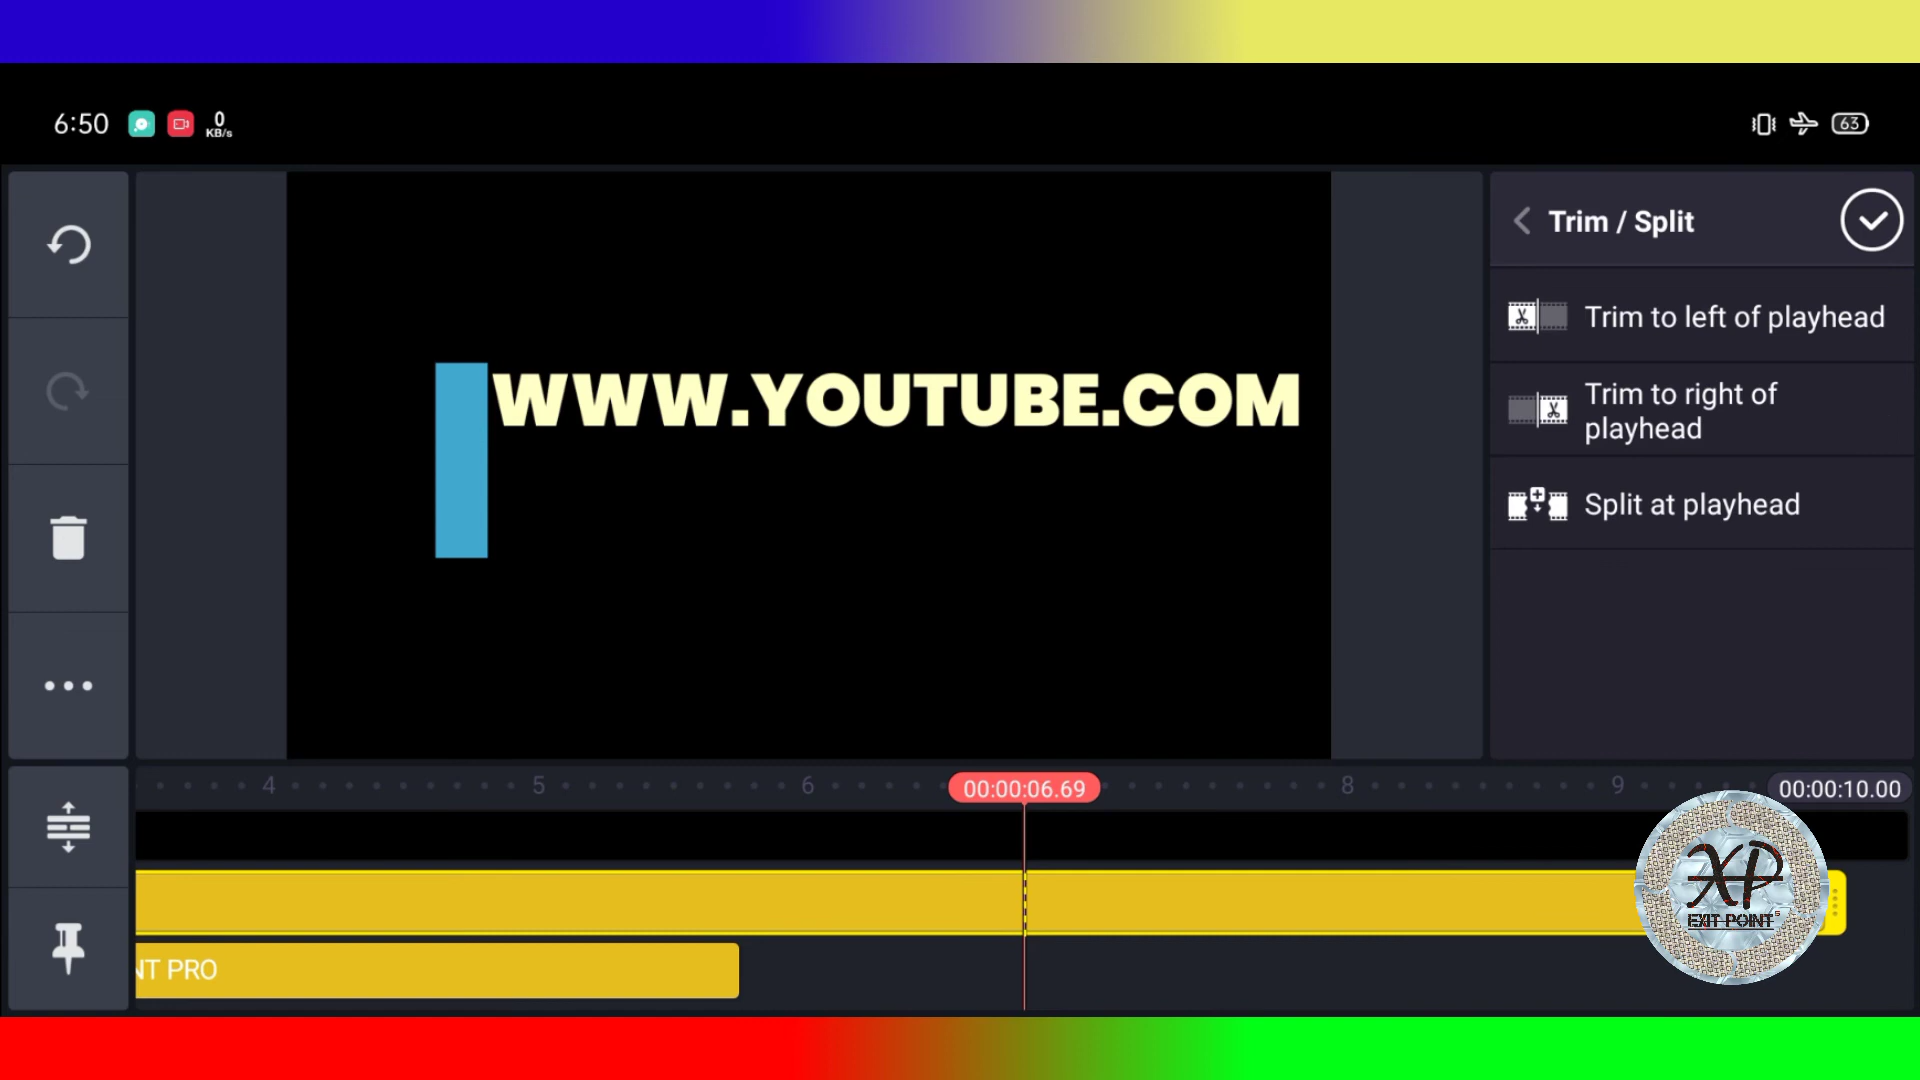 6:50
0
KB/s
63
Trim / Split
Trim to left of playhead
Trim to right of
playhead
Split at playhead
WWW.YOUTUBE.COM
4
5
6
00:00:06.69
8
9
00:00:10.00
NT PRO
XP
EXIT POINT